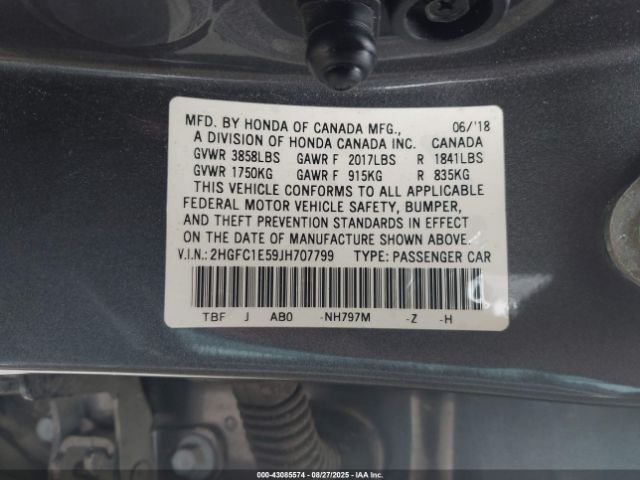 MFD. BY HONDA OF CANADA MFG., 06/'18
A DIVISION OF HONDA CANADA INC. CANADA
GVWR 3858LBS GAWR F 2017LBS R 1841LBS
GVWR 1750KG GAWR F 915KG R 835KG
THIS VEHICLE CONFORMS TO ALL APPLICABLE
FEDERAL MOTOR VEHICLE SAFETY, BUMPER,
AND THEFT PREVENTION STANDARDS IN EFFECT
ON THE DATE OF MANUFACTURE SHOWN ABOVE.
V.I.N.: 2HGFC1E59JH707799 TYPE: PASSENGER CAR
TBF J AB0 -NH797M -Z -H
000-43085574 | 08/27/2025 | IAA Inc.